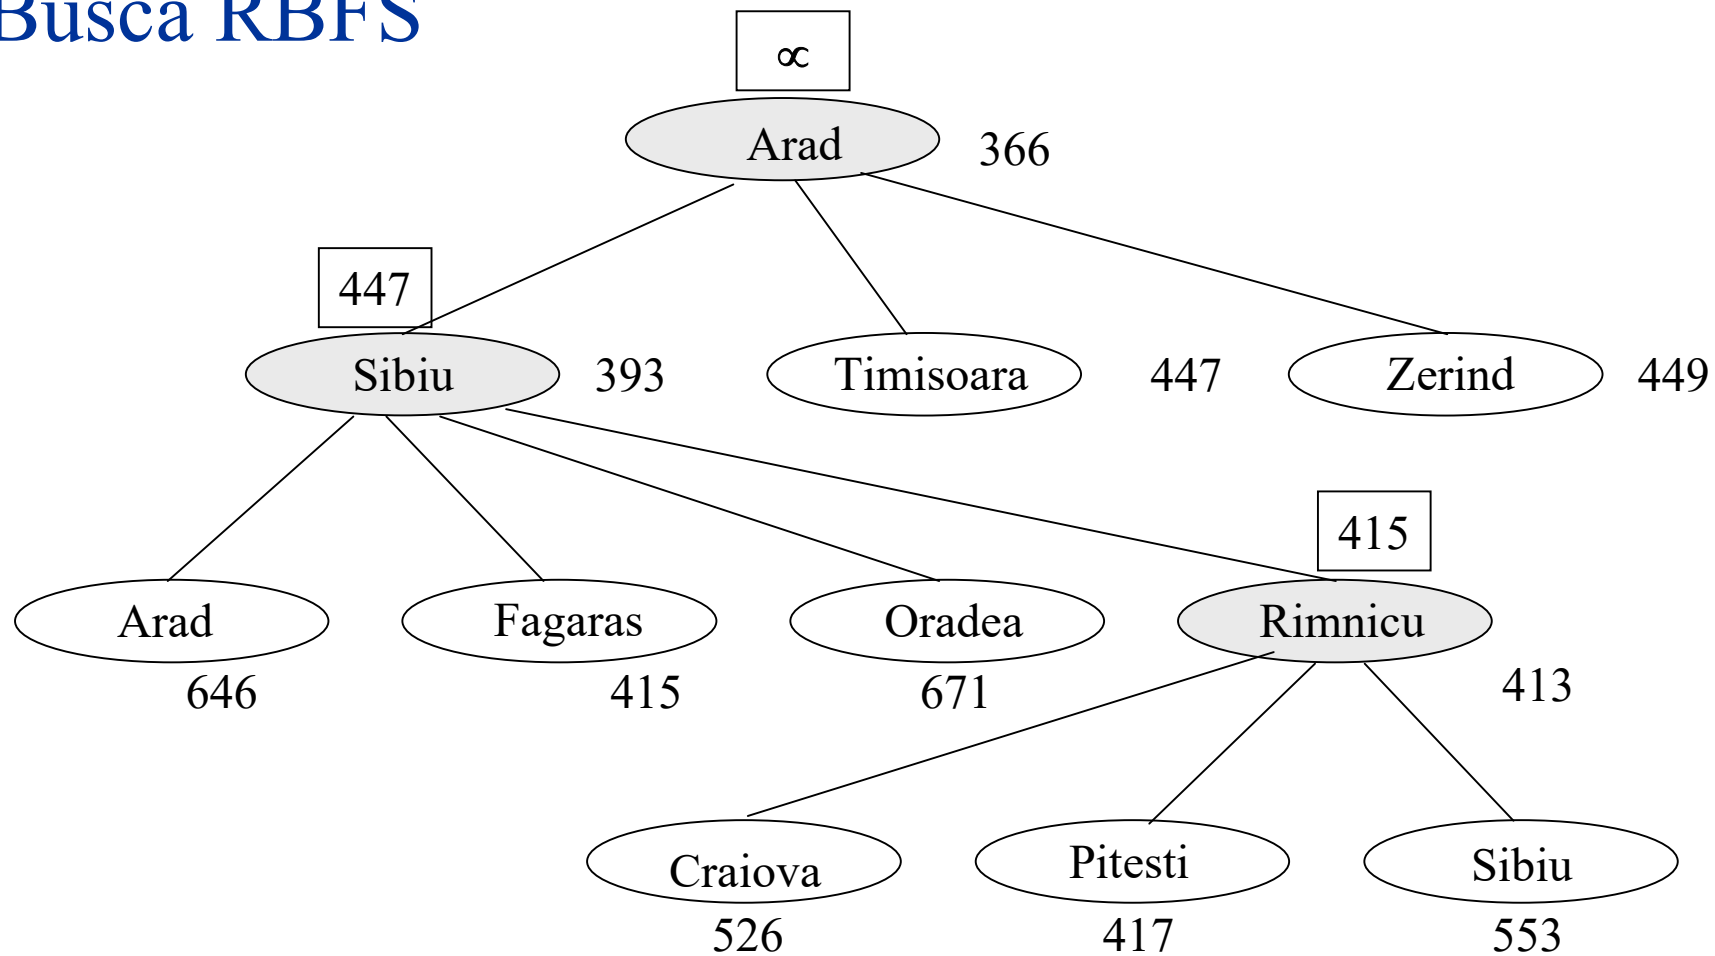 Busca RBFS
∝
Arad 366
447
Sibiu 393 Timisoara 447 Zerind 449
415
Arad Fagaras Oradea Rimnicu
646 415 671 413
Craiova Pitesti Sibiu
526 417 553